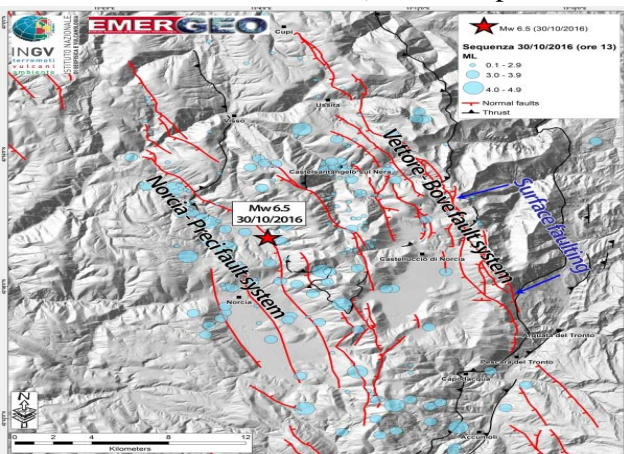 INGV
terremoti
vulcani
ambiente
ISTITUTO NAZIONALE
DI GEOFISICA E VULCANOLOGIA
EMERGEO
Mw 6.5 (30/10/2016)
Sequenza 30/10/2016 (ore 13)
ML
0.1 - 2.9
3.0 - 3.9
4.0 - 4.9
Normal faults
Thrust
Cupi
Ussita
Visso
Castelsantangelo sul Nera
Vettore-Bove fault system
Surface faulting
Norcia-Preci fault system
Mw 6.5
30/10/2016
Castelluccio di Norcia
Norcia
Arquata del Tronto
Pescara del Tronto
Capodacqua
Accumoli
N
0 2 4 8 12
Kilometers